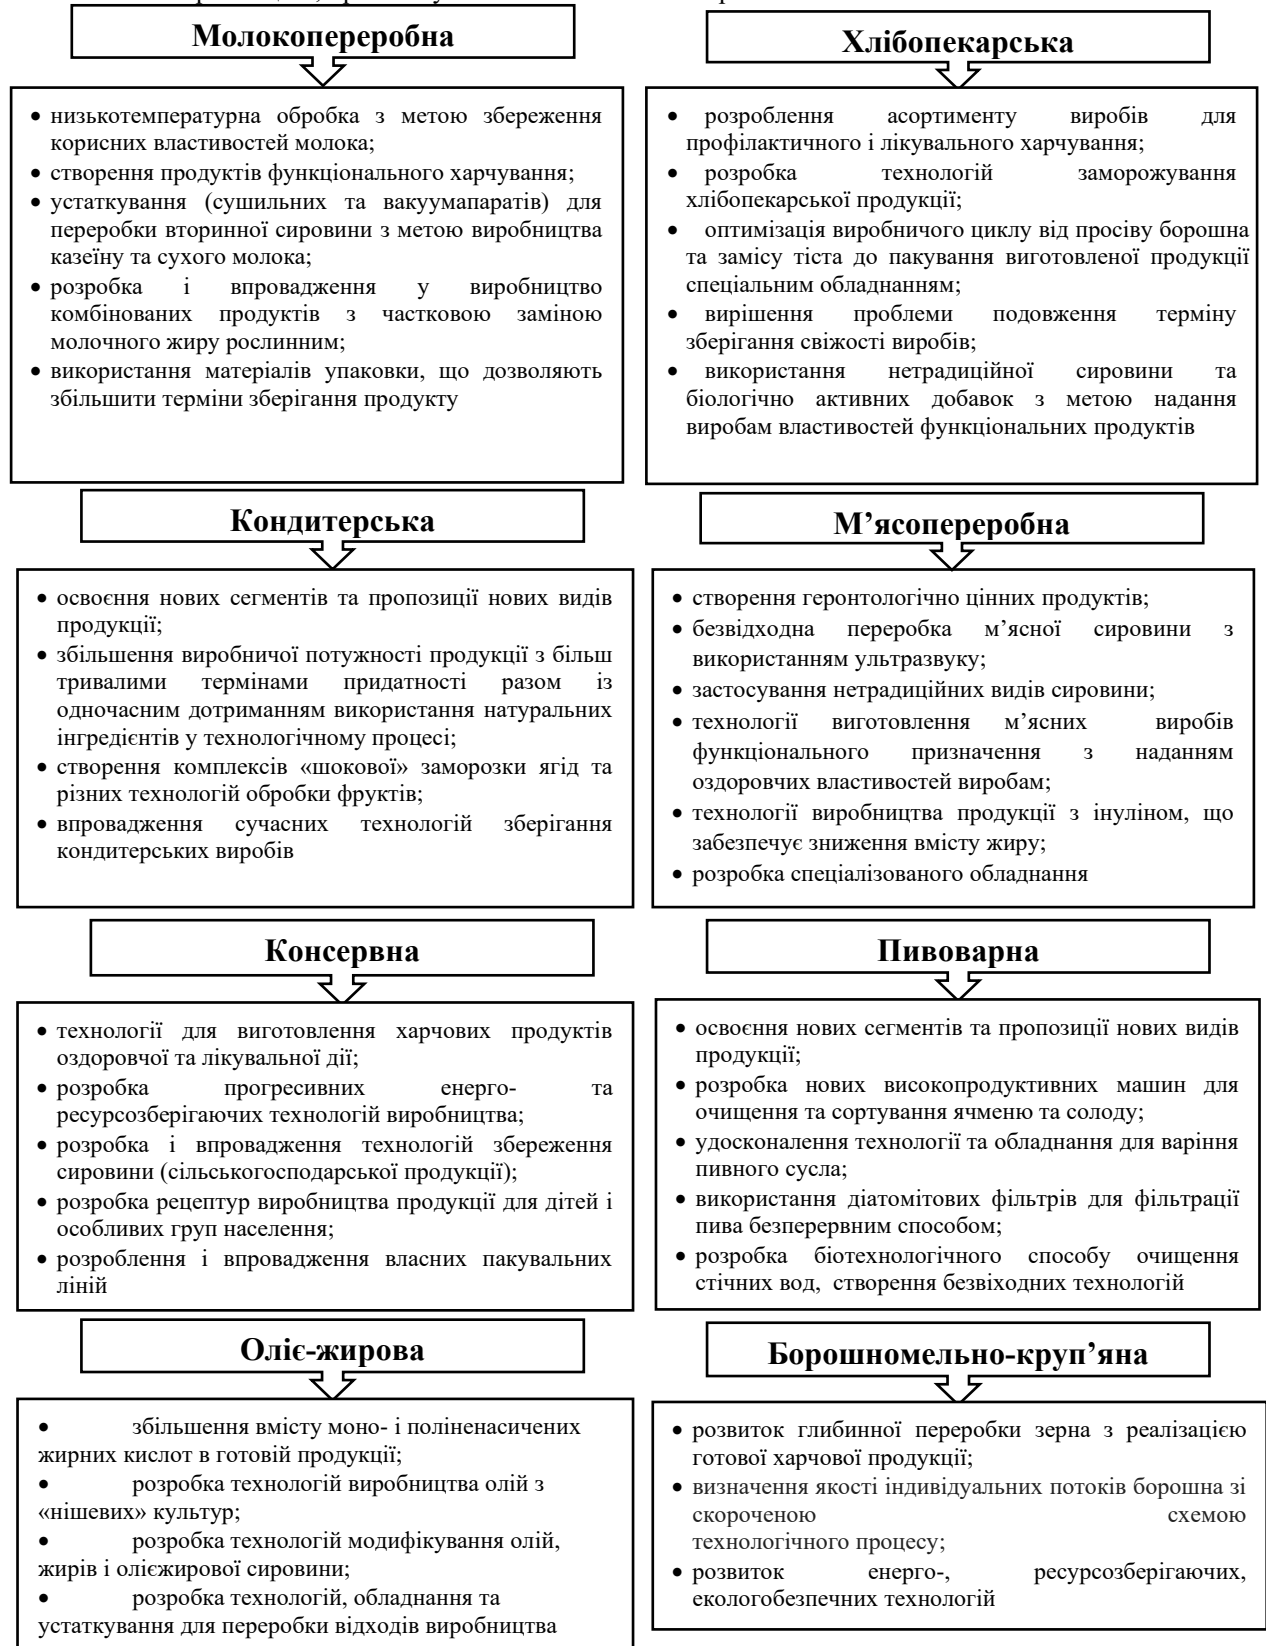 Молокопереробна
низькотемпературна обробка з метою збереження
корисних властивостей молока;
створення продуктів функціонального харчування;
устаткування (сушильних та вакуумапаратів) для
переробки вторинної сировини з метою виробництва
казеїну та сухого молока;
розробка і впровадження у виробництво
комбінованих продуктів з частковою заміною
молочного жиру рослинним;
використання матеріалів упаковки, що дозволяють
збільшити терміни зберігання продукту
Хлібопекарська
розроблення асортименту виробів для
профілактичного і лікувального харчування;
розробка технологій заморожування
хлібопекарської продукції;
оптимізація виробничого циклу від просіву борошна
та замісу тіста до пакування виготовленої продукції
спеціальним обладнанням;
вирішення проблеми подовження терміну
зберігання свіжості виробів;
використання нетрадиційної сировини та
біологічно активних добавок з метою надання
виробам властивостей функціональних продуктів
Кондитерська
освоєння нових сегментів та пропозиції нових видів
продукції;
збільшення виробничої потужності продукції з більш
тривалими термінами придатності разом із
одночасним дотриманням використання натуральних
інгредієнтів у технологічному процесі;
створення комплексів «шокової» заморозки ягід та
різних технологій обробки фруктів;
впровадження сучасних технологій зберігання
кондитерських виробів
М’ясопереробна
створення геронтологічно цінних продуктів;
безвідходна переробка м’ясної сировини з
використанням ультразвуку;
застосування нетрадиційних видів сировини;
технології виготовлення м’ясних виробів
функціонального призначення з наданням
оздоровчих властивостей виробам;
технології виробництва продукції з інуліном, що
забезпечує зниження вмісту жиру;
розробка спеціалізованого обладнання
Консервна
технології для виготовлення харчових продуктів
оздоровчої та лікувальної дії;
розробка прогресивних енерго- та
ресурсозберігаючих технологій виробництва;
розробка і впровадження технологій збереження
сировини (сільськогосподарської продукції);
розробка рецептур виробництва продукції для дітей і
особливих груп населення;
розроблення і впровадження власних пакувальних
ліній
Пивоварна
освоєння нових сегментів та пропозиції нових видів
продукції;
розробка нових високопродуктивних машин для
очищення та сортування ячменю та солоду;
удосконалення технології та обладнання для варіння
пивного сусла;
використання діатомітових фільтрів для фільтрації
пива безперервним способом;
розробка біотехнологічного способу очищення
стічних вод, створення безвіходних технологій
Оліє-жирова
збільшення вмісту моно- і поліненасичених
жирних кислот в готовій продукції;
розробка технологій виробництва олій з
«нішевих» культур;
розробка технологій модифікування олій,
жирів і олієжирової сировини;
розробка технологій, обладнання та
устаткування для переробки відходів виробництва
Борошномельно-круп’яна
розвиток глибинної переробки зерна з реалізацією
готової харчової продукції;
визначення якості індивідуальних потоків борошна зі
скороченою схемою
технологічного процесу;
розвиток енерго-, ресурсозберігаючих,
екологобезпечних технологій